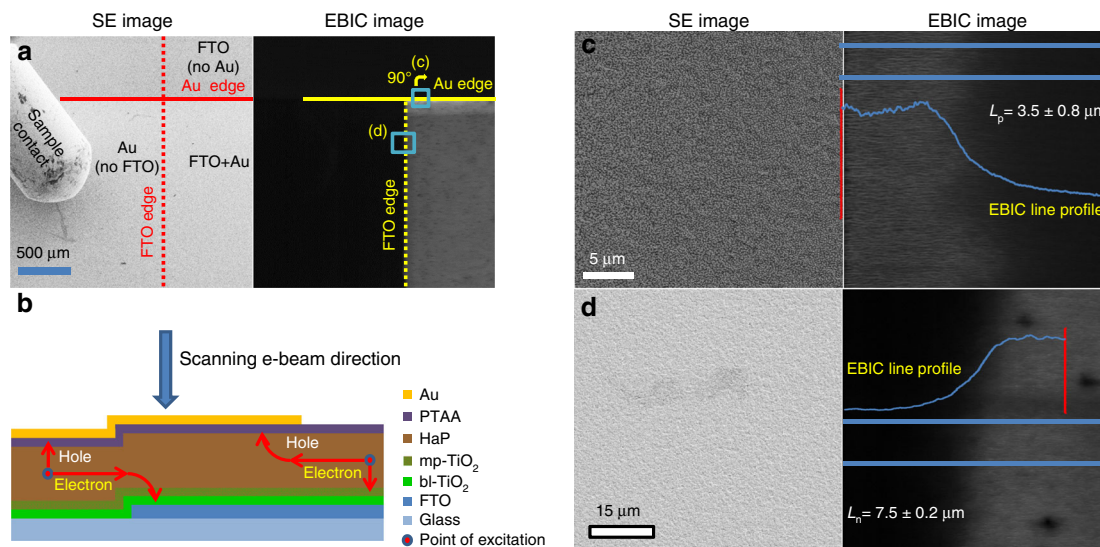 SE image
EBIC image
a
FTO
(no Au)
Au edge
Sample
contact
Au
(no FTO)
FTO+Au
FTO edge
500 μm
(c)
90°
Au edge
(d)
FTO edge
b
Scanning e-beam direction
Hole
Electron
Hole
Electron
Au
PTAA
HaP
mp-TiO2
bl-TiO2
FTO
Glass
Point of excitation
SE image
EBIC image
c
5 μm
Lp= 3.5 ± 0.8 μm
EBIC line profile
d
15 μm
EBIC line profile
Ln= 7.5 ± 0.2 μm